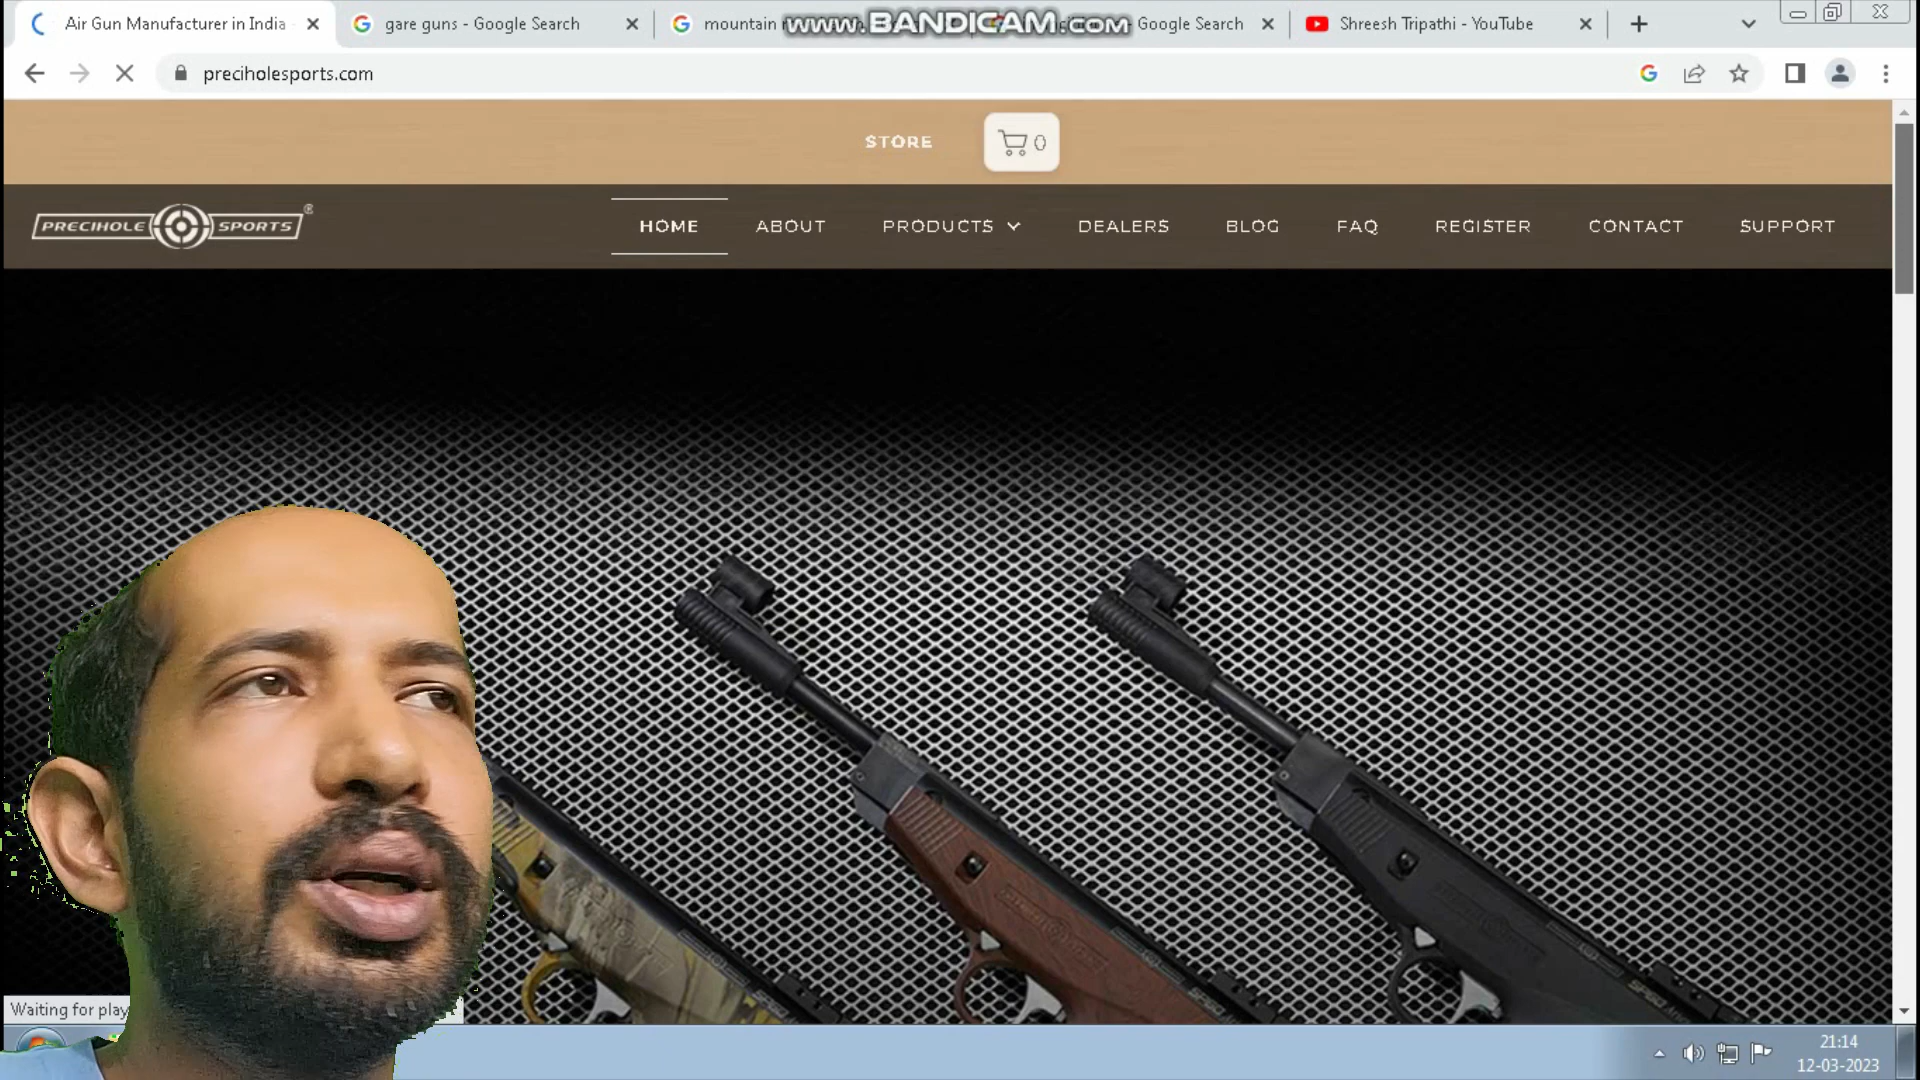 Air Gun Manufacturer in India
gare guns - Google Search
mountain
www.BANDICAM.com
- Google Search
Shreesh Tripathi - YouTube
preciholesports.com
STORE
0
PRECIHOLE SPORTS ®
HOME
ABOUT
PRODUCTS
DEALERS
BLOG
FAQ
REGISTER
CONTACT
SUPPORT
Waiting for play
21:14
12-03-2023